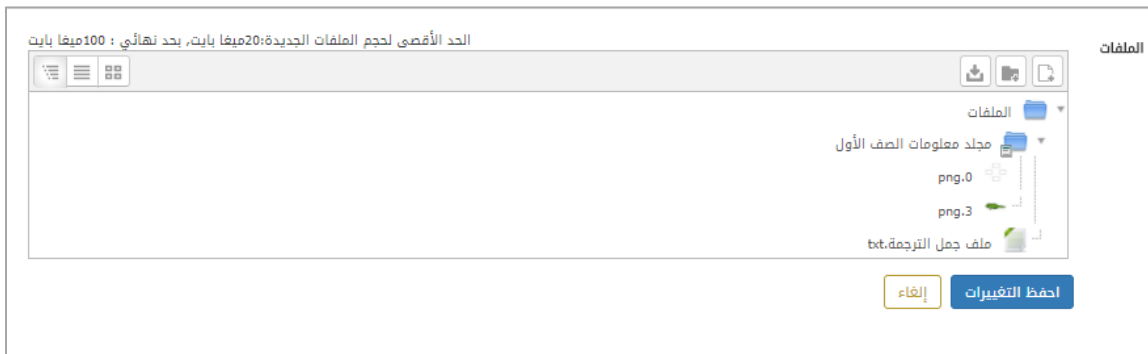 الحد الأقصى لحجم الملفات الجديدة:20ميغا بايت, بحد نهائي : 100ميغا بايت
الملفات
الملفات
مجلد معلومات الصف الأول
png.0
png.3
ملف جمل الترجمة.txt
احفظ التغييرات
إلغاء